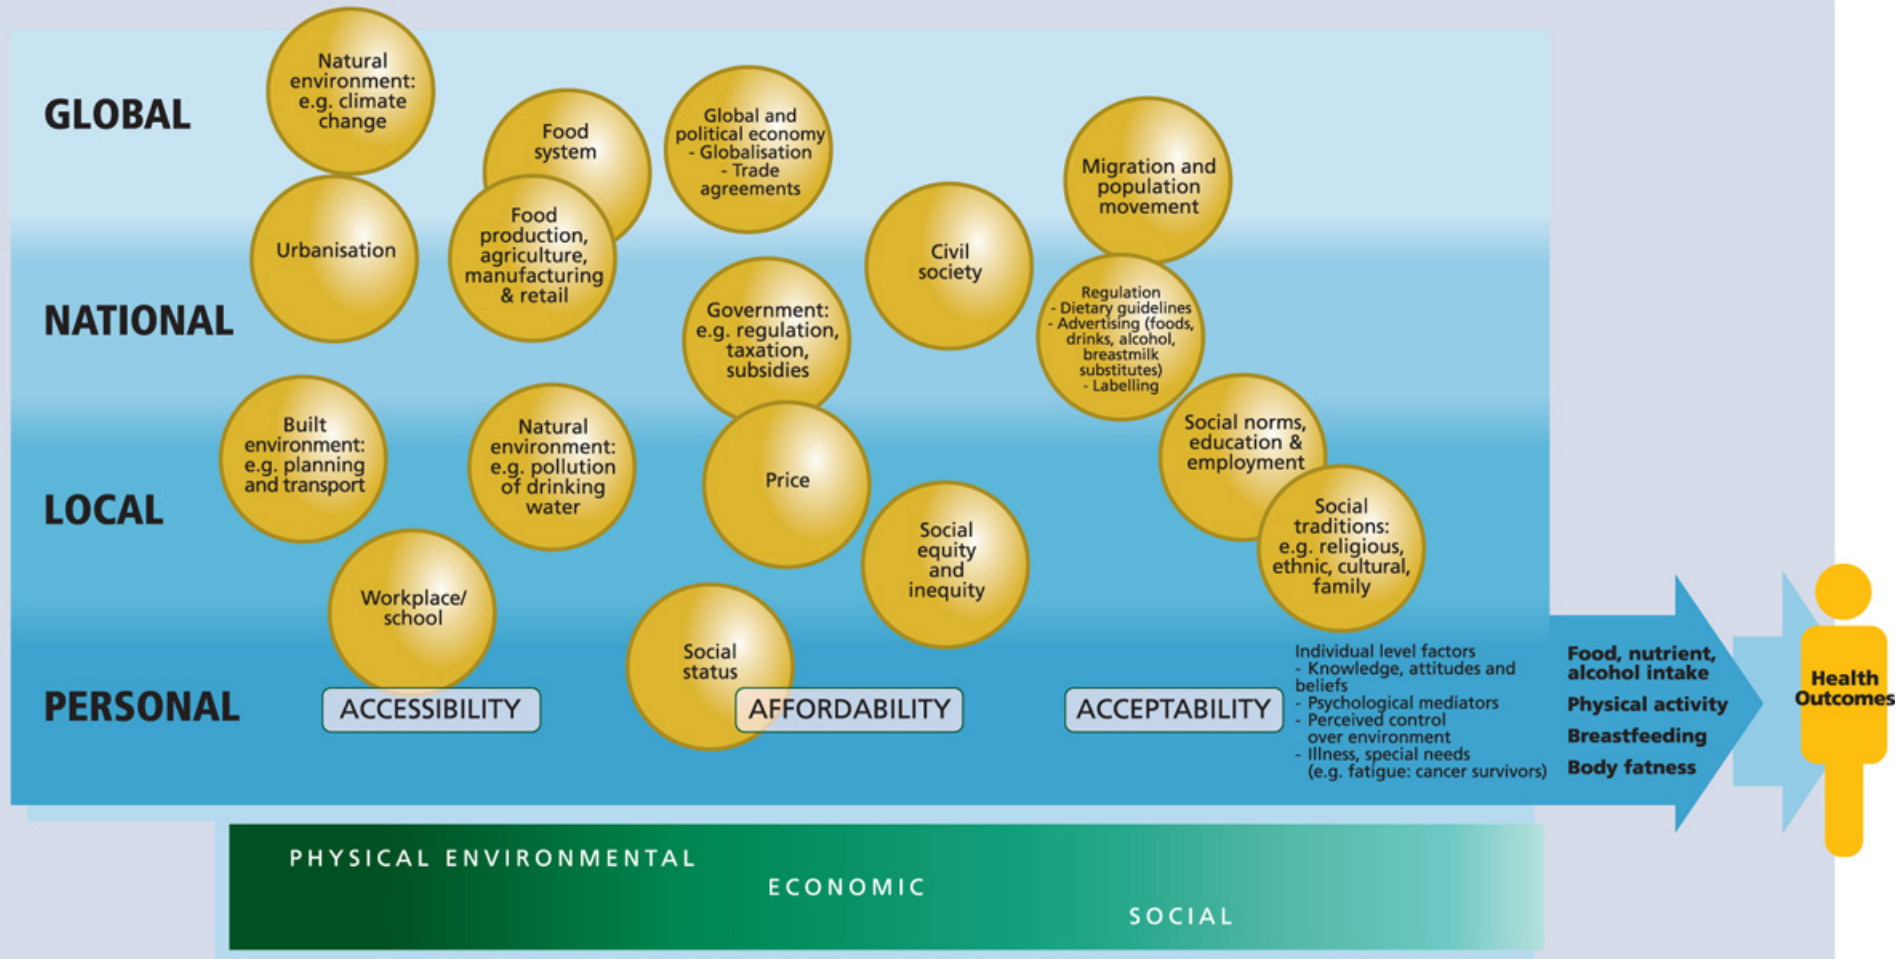 GLOBAL
Natural
environment:
e.g. climate
change
Food
system
Global and
political economy
- Globalisation
- Trade
agreements
Migration and
population
movement
NATIONAL
Urbanisation
Food
production,
agriculture,
manufacturing
& retail
Government:
e.g. regulation,
taxation,
subsidies
Civil
society
Regulation
- Dietary guidelines
- Advertising (foods,
drinks, alcohol,
breastmilk
substitutes)
- Labelling
LOCAL
Built
environment:
e.g. planning
and transport
Natural
environment:
e.g. pollution
of drinking
water
Price
Social
equity
and
inequity
Social norms,
education &
employment
Social
traditions:
e.g. religious,
ethnic, cultural,
family
Workplace/
school
Social
status
PERSONAL
ACCESSIBILITY
AFFORDABILITY
ACCEPTABILITY
Individual level factors
- Knowledge, attitudes and
beliefs
- Psychological mediators
- Perceived control
over environment
- Illness, special needs
(e.g. fatigue: cancer survivors)
Food, nutrient,
alcohol intake
Physical activity
Breastfeeding
Body fatness
Health
Outcomes
PHYSICAL ENVIRONMENTAL
ECONOMIC
SOCIAL